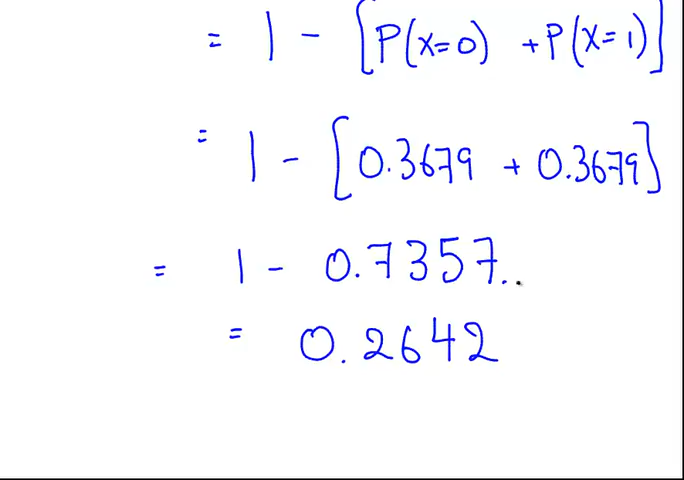 = 1 - [P(x=0) + P(x=1)]
= 1 - [0.3679 + 0.3679]
= 1 - 0.7357..
= 0.2642